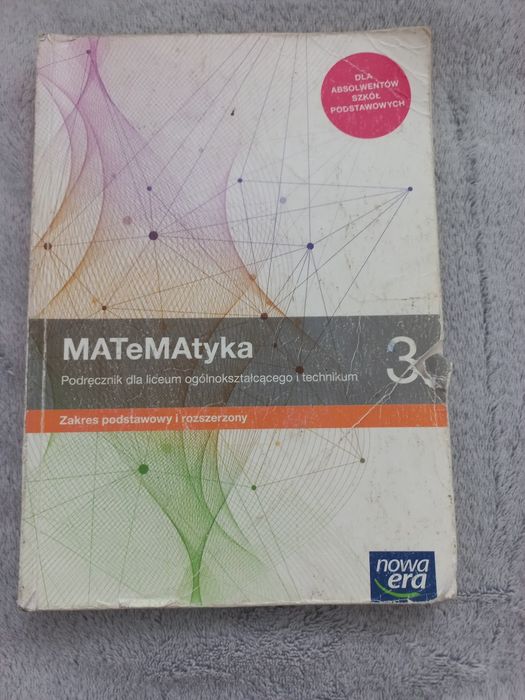 DLA
ABSOLWENTÓW
SZKÓŁ
PODSTAWOWYCH
MATeMAtyka
3
Podręcznik dla liceum ogólnokształcącego i technikum
Zakres podstawowy i rozszerzony
nowa
era